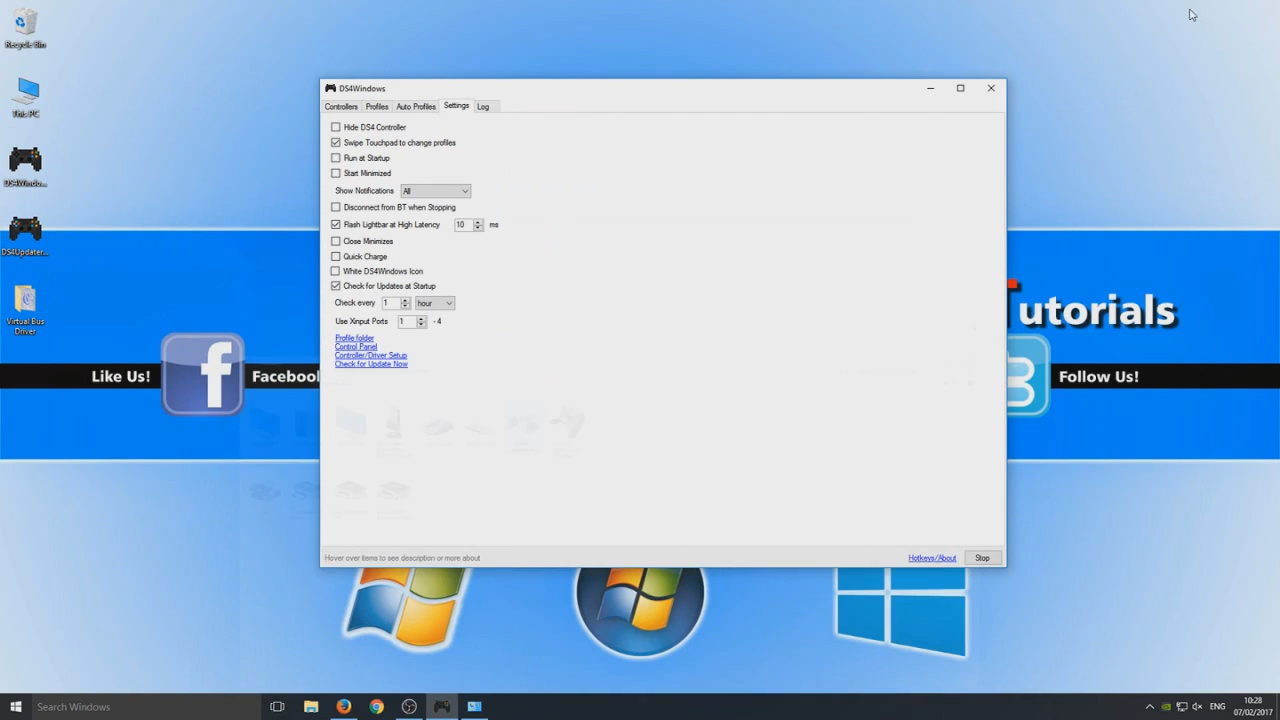 Recycle Bin
This PC
DS4Windo...
DS4Updater...
Virtual Bus
Driver
DS4Windows
Controllers
Profiles
Auto Profiles
Settings
Log
Hide DS4 Controller
Swipe Touchpad to change profiles
Run at Startup
Start Minimized
Show Notifications All
Disconnect from BT when Stopping
Flash Lightbar at High Latency 10 ms
Close Minimizes
Quick Charge
White DS4Windows Icon
Check for Updates at Startup
Check every 1 hour
Use Xinput Ports 1 - 4
Profile folder
Control Panel
Controller/Driver Setup
Check for Update Now
Hover over items to see description or more about
Hotkeys/About
Stop
Tutorials
Like Us!
Facebook
Follow Us!
Search Windows
ENG
10:28
07/02/2017